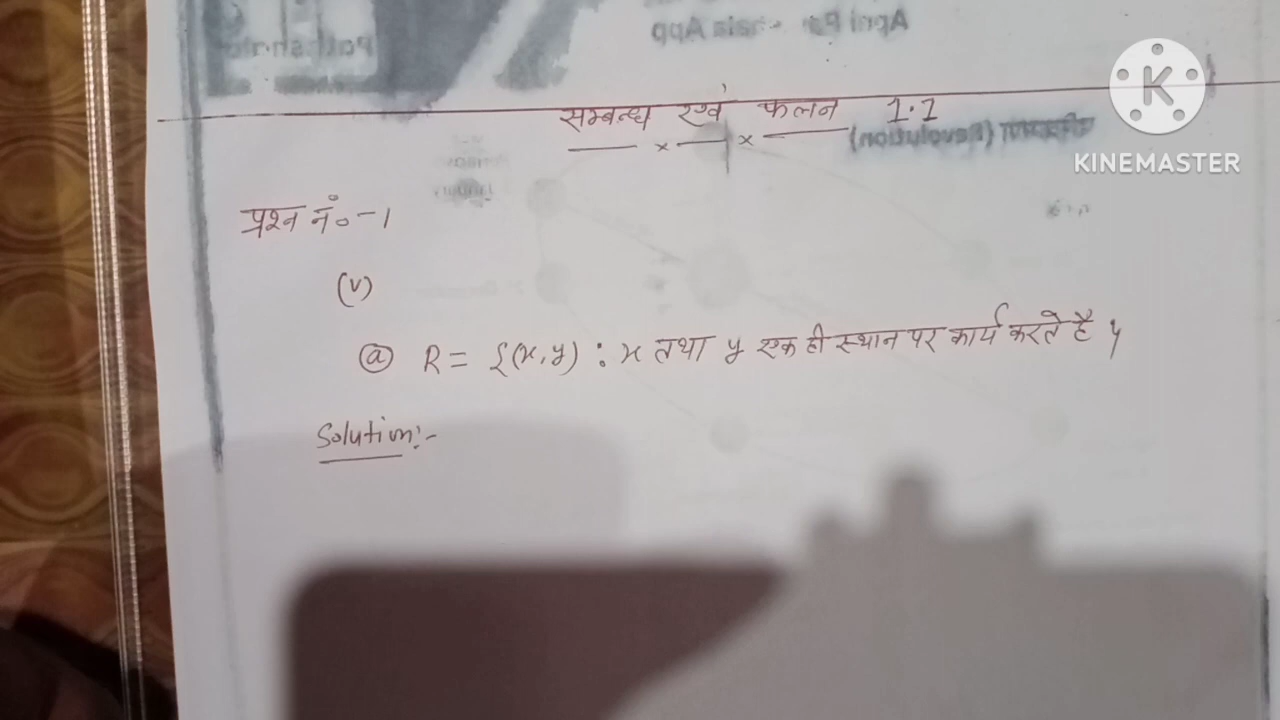 सम्बन्ध एवं फलन 1.1
KINEMASTER
प्रश्न नं० -1
(v)
(a) R = {(x, y) : x तथा y एक ही स्थान पर कार्य करते है }
Solution:-